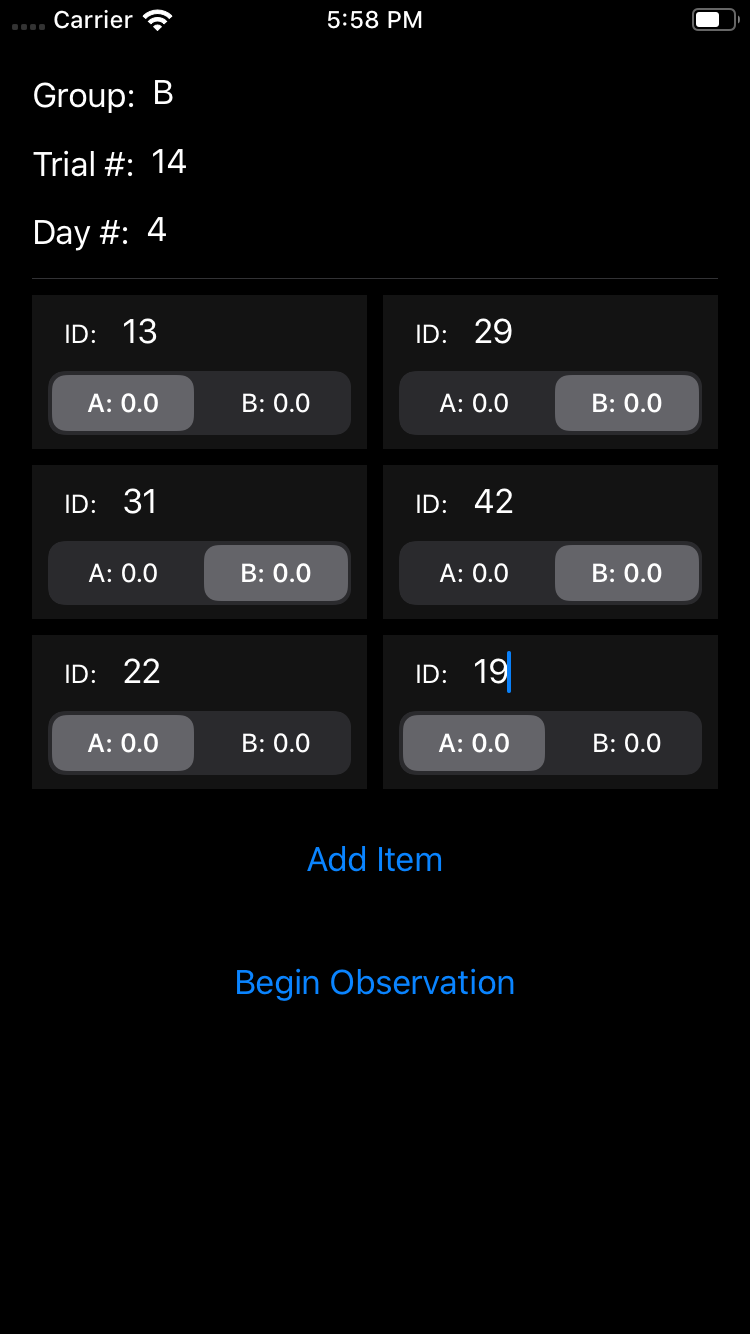 Carrier 5:58 PM
Group: B
Trial #: 14
Day #: 4
ID: 13
A: 0.0 B: 0.0
ID: 29
A: 0.0 B: 0.0
ID: 31
A: 0.0 B: 0.0
ID: 42
A: 0.0 B: 0.0
ID: 22
A: 0.0 B: 0.0
ID: 19
A: 0.0 B: 0.0
Add Item
Begin Observation